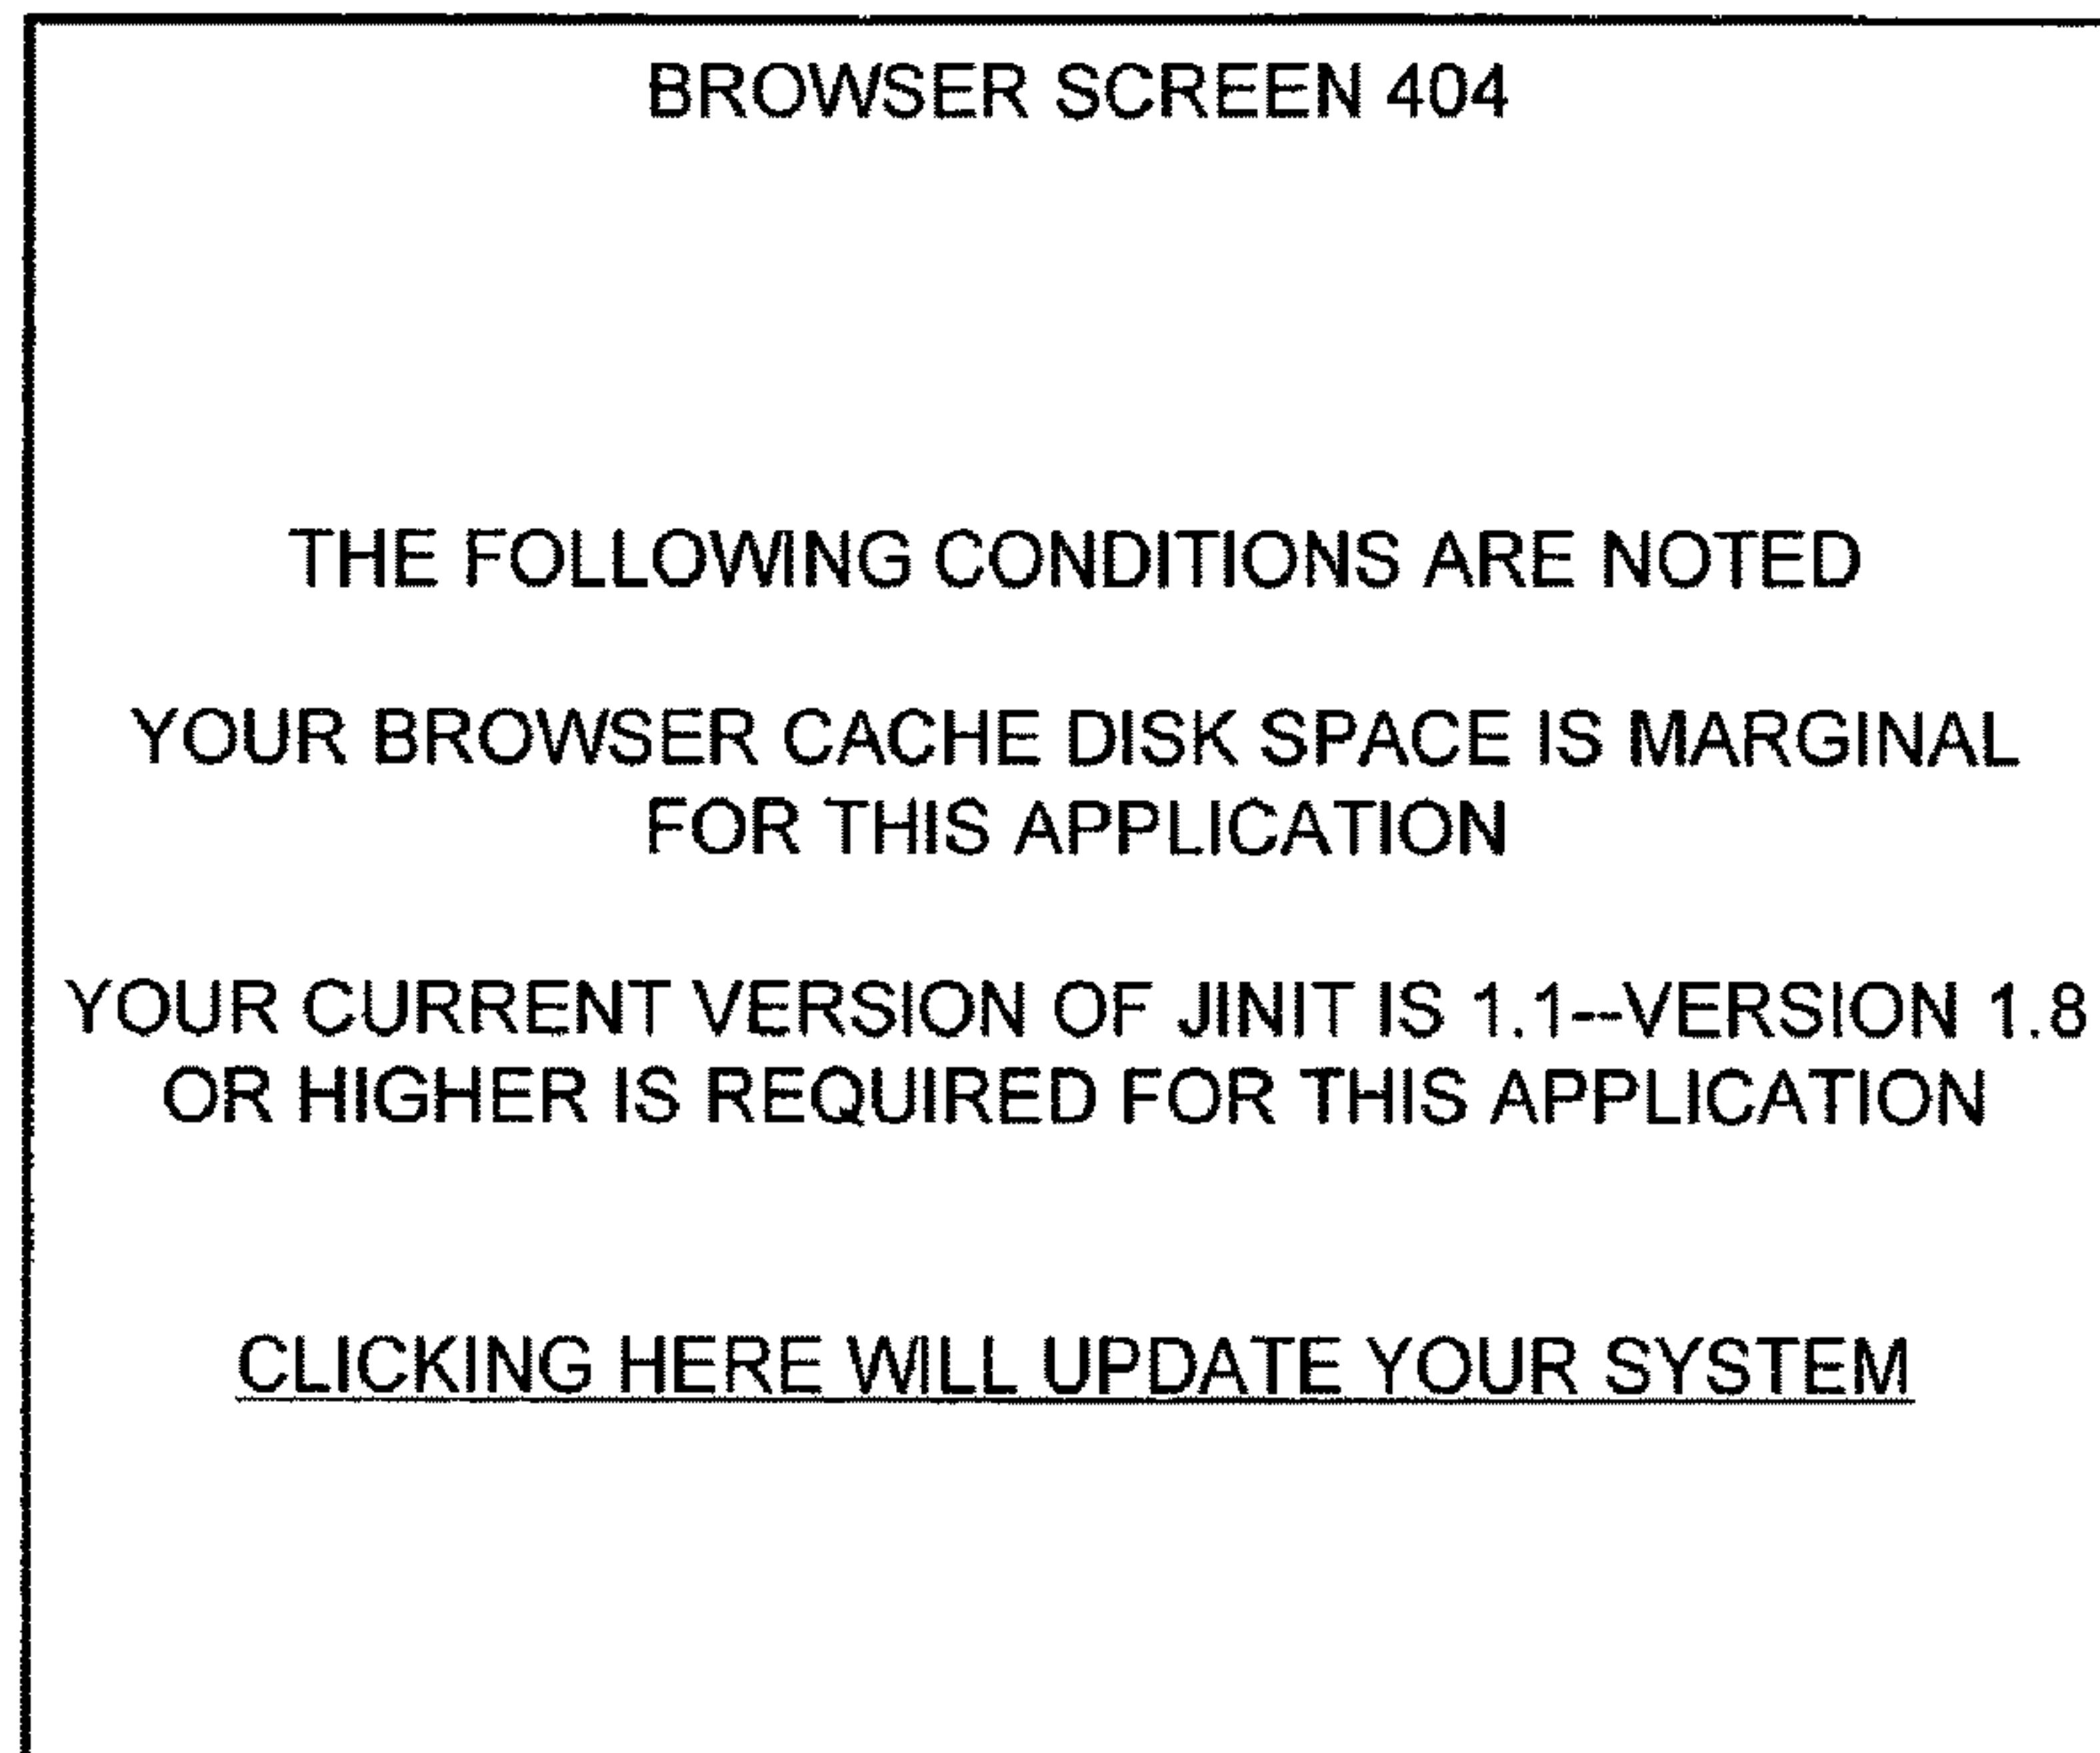 BROWSER SCREEN 404
THE FOLLOWING CONDITIONS ARE NOTED
YOUR BROWSER CACHE DISK SPACE IS MARGINAL
FOR THIS APPLICATION
YOUR CURRENT VERSION OF JINIT IS 1.1--VERSION 1.8
OR HIGHER IS REQUIRED FOR THIS APPLICATION
CLICKING HERE WILL UPDATE YOUR SYSTEM